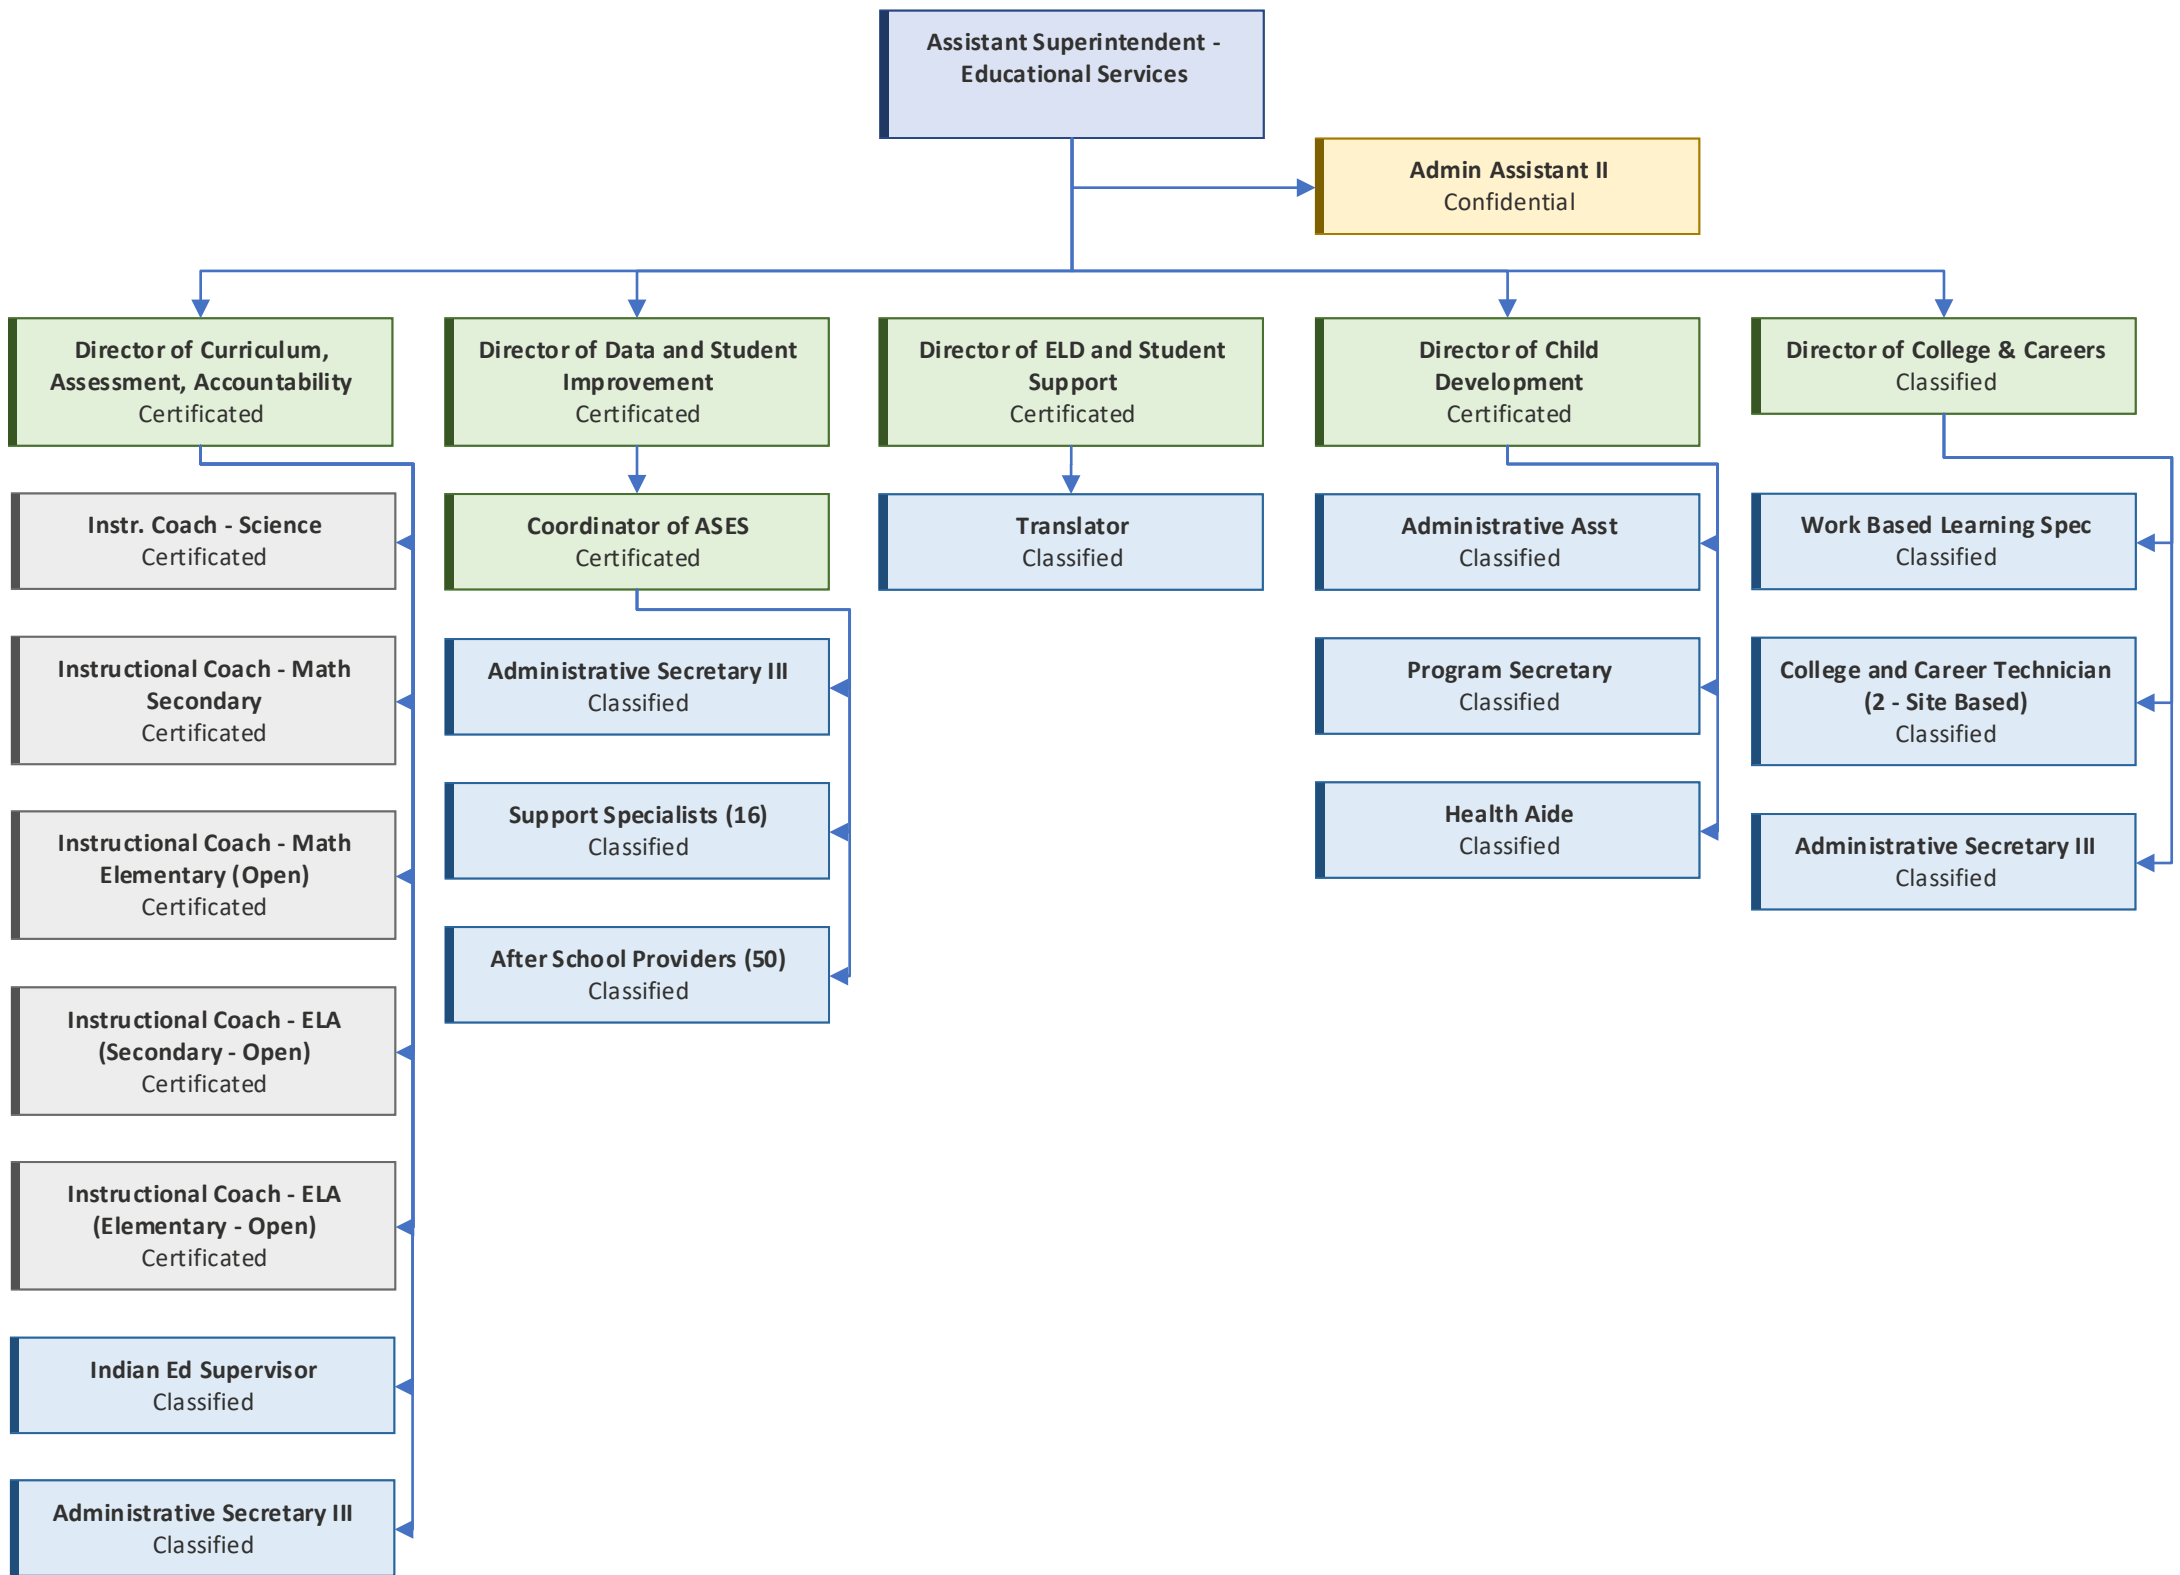 Assistant Superintendent -
Educational Services
Admin Assistant II
Confidential
Director of Curriculum,
Assessment, Accountability
Certificated
Director of Data and Student
Improvement
Certificated
Director of ELD and Student
Support
Certificated
Director of Child
Development
Certificated
Director of College & Careers
Classified
Instr. Coach - Science
Certificated
Instructional Coach - Math
Secondary
Certificated
Instructional Coach - Math
Elementary (Open)
Certificated
Instructional Coach - ELA
(Secondary - Open)
Certificated
Instructional Coach - ELA
(Elementary - Open)
Certificated
Indian Ed Supervisor
Classified
Administrative Secretary III
Classified
Coordinator of ASES
Certificated
Administrative Secretary III
Classified
Support Specialists (16)
Classified
After School Providers (50)
Classified
Translator
Classified
Administrative Asst
Classified
Program Secretary
Classified
Health Aide
Classified
Work Based Learning Spec
Classified
College and Career Technician
(2 - Site Based)
Classified
Administrative Secretary III
Classified